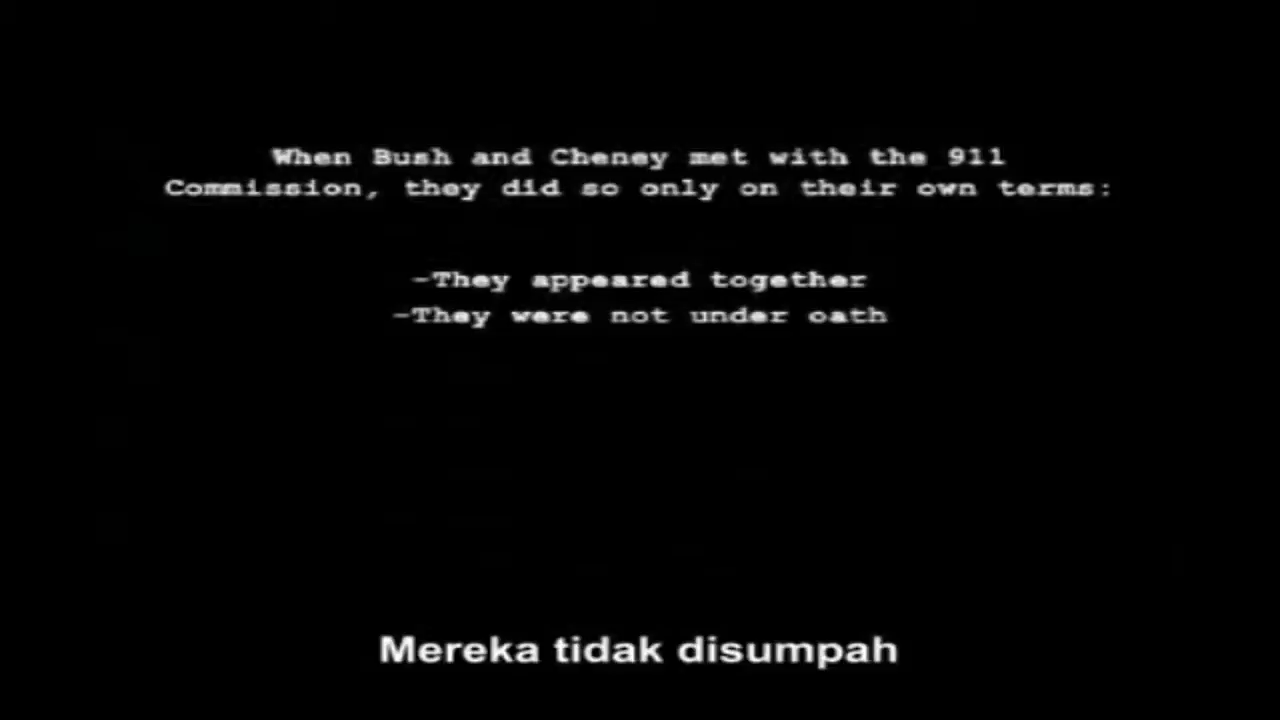 When Bush and Cheney met with the 911
Commission, they did so only on their own terms:
-They appeared together
-They were not under oath
Mereka tidak disumpah